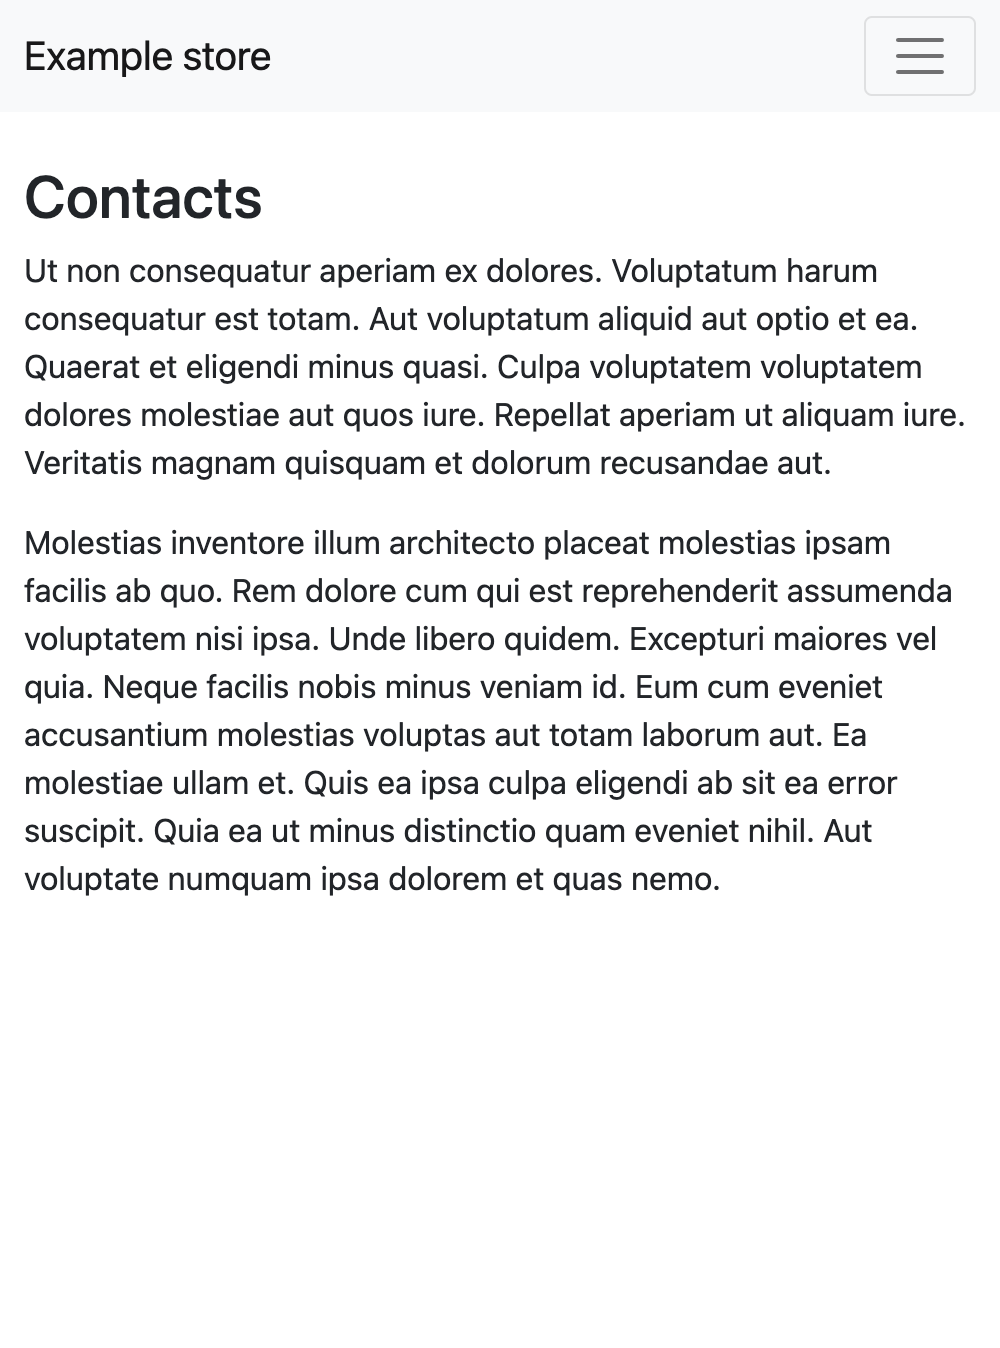 Example store
Contacts
Ut non consequatur aperiam ex dolores. Voluptatum harum
consequatur est totam. Aut voluptatum aliquid aut optio et ea.
Quaerat et eligendi minus quasi. Culpa voluptatem voluptatem
dolores molestiae aut quos iure. Repellat aperiam ut aliquam iure.
Veritatis magnam quisquam et dolorum recusandae aut.
Molestias inventore illum architecto placeat molestias ipsam
facilis ab quo. Rem dolore cum qui est reprehenderit assumenda
voluptatem nisi ipsa. Unde libero quidem. Excepturi maiores vel
quia. Neque facilis nobis minus veniam id. Eum cum eveniet
accusantium molestias voluptas aut totam laborum aut. Ea
molestiae ullam et. Quis ea ipsa culpa eligendi ab sit ea error
suscipit. Quia ea ut minus distinctio quam eveniet nihil. Aut
voluptate numquam ipsa dolorem et quas nemo.